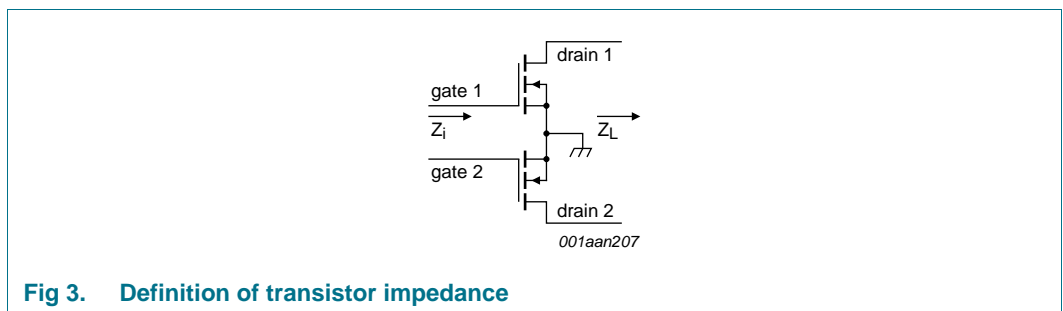 drain 1
gate 1
Zi
ZL
gate 2
drain 2
001aan207
Fig 3. Definition of transistor impedance